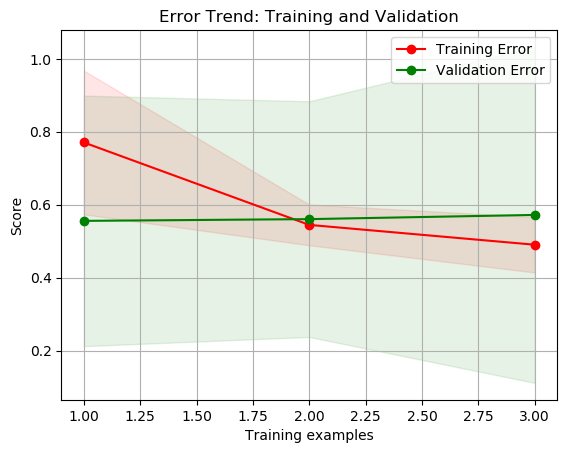 Error Trend: Training and Validation
Training Error
Validation Error
Score
1.0
0.8
0.6
0.4
0.2
1.00 1.25 1.50 1.75 2.00 2.25 2.50 2.75 3.00
Training examples